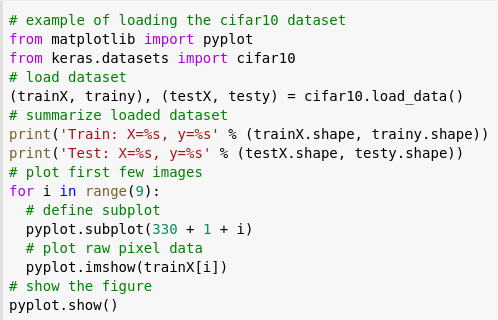 # example of loading the cifar10 dataset
from matplotlib import pyplot
from keras.datasets import cifar10
# load dataset
(trainX, trainy), (testX, testy) = cifar10.load_data()
# summarize loaded dataset
print('Train: X=%s, y=%s' % (trainX.shape, trainy.shape))
print('Test: X=%s, y=%s' % (testX.shape, testy.shape))
# plot first few images
for i in range(9):
  # define subplot
  pyplot.subplot(330 + 1 + i)
  # plot raw pixel data
  pyplot.imshow(trainX[i])
# show the figure
pyplot.show()